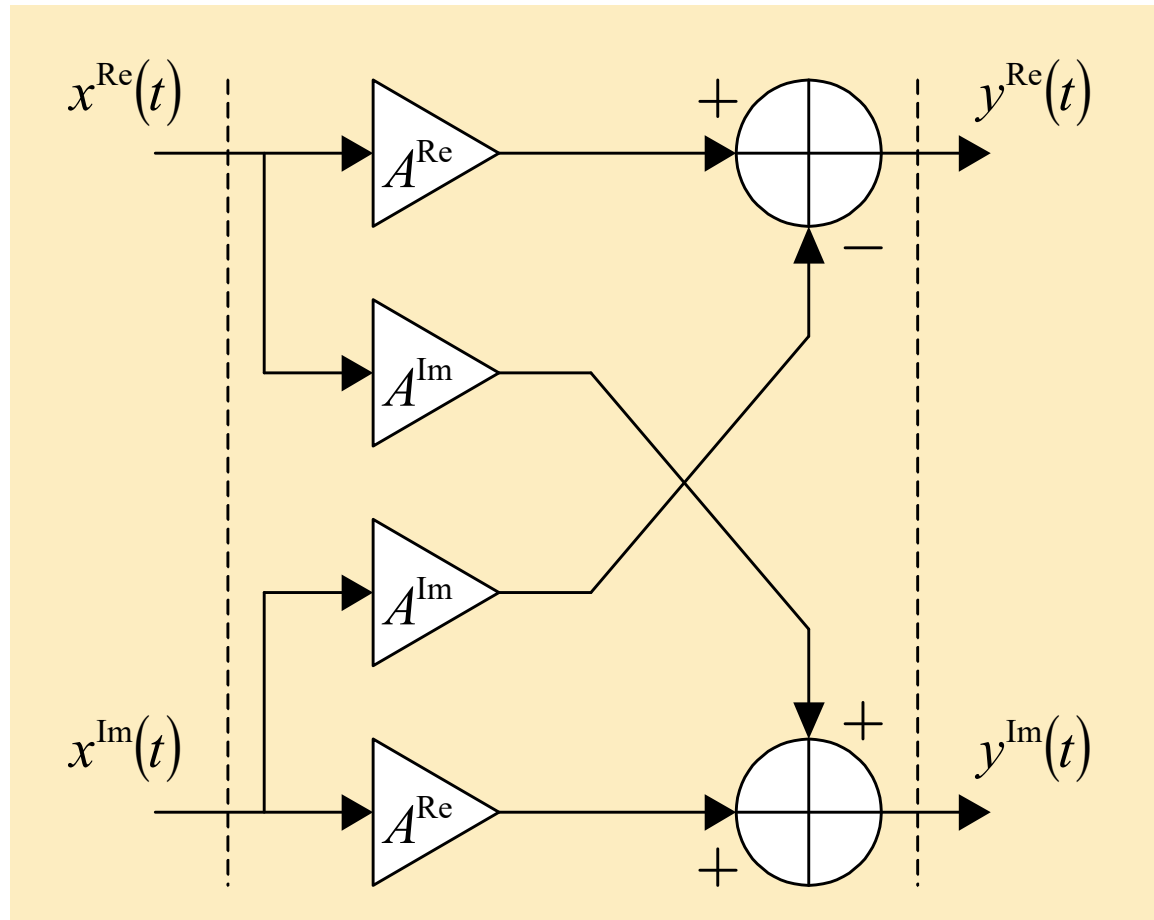 x^Re(t)
A^Re
+
y^Re(t)
−
A^Im
A^Im
x^Im(t)
A^Re
+
+
y^Im(t)